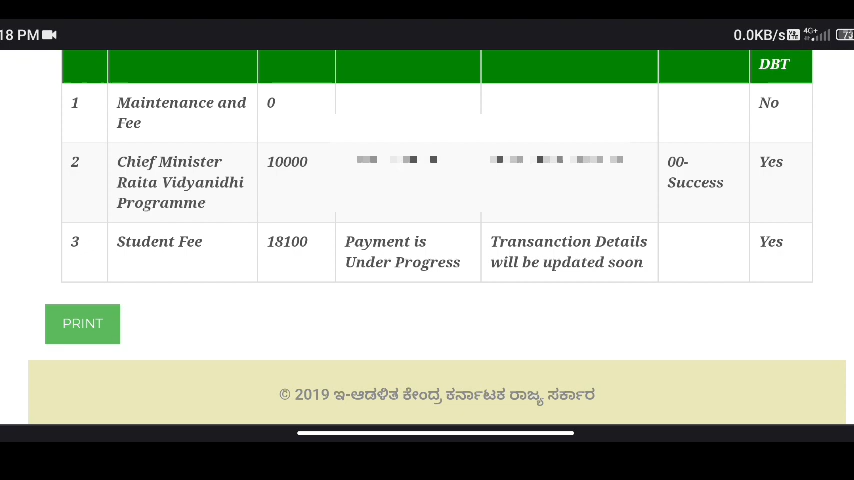 18 PM
0.0KB/s 4G+ 73
DBT
1 Maintenance and 0 No
Fee
2 Chief Minister 10000 00- Yes
Raita Vidyanidhi Success
Programme
3 Student Fee 18100 Payment is Transanction Details Yes
Under Progress will be updated soon
PRINT
© 2019 ಇ-ಆಡಳಿತ ಕೇಂದ್ರ ಕರ್ನಾಟಕ ರಾಜ್ಯ ಸರ್ಕಾರ